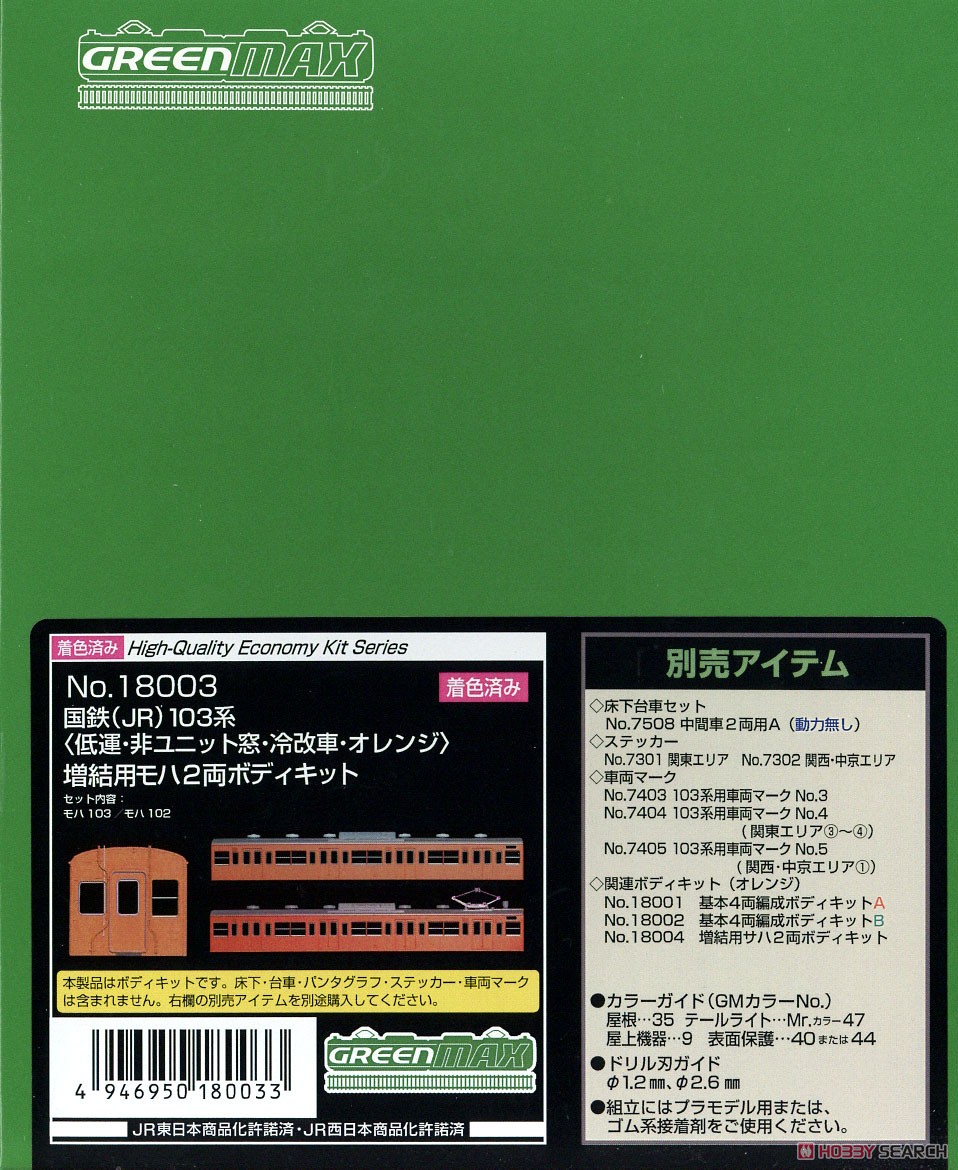 GREENMAX
着色済み High-Quality Economy Kit Series
No.18003
着色済み
国鉄(JR)103系
〈低運・非ユニット窓・冷改車・オレンジ〉
増結用モハ2両ボディキット
セット内容：
モハ103／モハ102
本製品はボディキットです。床下・台車・パンタグラフ・ステッカー・車両マーク
は含まれません。右欄の別売アイテムを別途購入してください。
4 946950 180033
GREENMAX
JR東日本商品化許諾済・JR西日本商品化許諾済
別売アイテム
◇床下台車セット
No.7508 中間車2両用A（動力無し）
◇ステッカー
No.7301 関東エリア No.7302 関西・中京エリア
◇車両マーク
No.7403 103系用車両マーク No.3
No.7404 103系用車両マーク No.4
（関東エリア③～④）
No.7405 103系用車両マーク No.5
（関西・中京エリア①）
◇関連ボディキット（オレンジ）
No.18001 基本4両編成ボディキットA
No.18002 基本4両編成ボディキットB
No.18004 増結用サハ2両ボディキット
●カラーガイド（GMカラーNo.）
屋根…35 テールライト…Mr.カラー47
屋上機器…9 表面保護…40または44
●ドリル刃ガイド
φ1.2㎜、φ2.6㎜
●組立にはプラモデル用または、
ゴム系接着剤をご使用ください。
HOBBY SEARCH